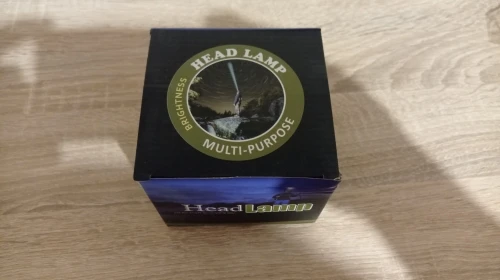 HEAD LAMP
BRIGHTNESS
MULTI-PURPOSE
Head Lamp